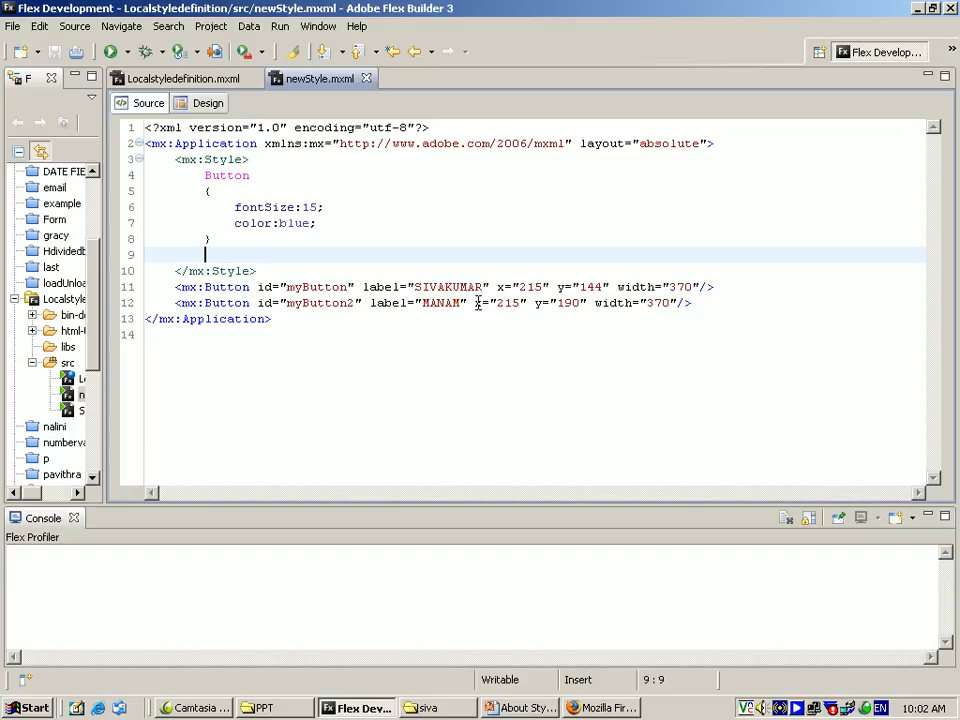 Flex Development - Localstyledefinition/src/newStyle.mxml - Adobe Flex Builder 3
File Edit Source Navigate Search Project Data Run Window Help
Flex Develo...
F
Localstyledefinition.mxml
newStyle.mxml
Source
Design
DATE FIE
email
example
Form
gracy
Hdividedb
last
loadUnloa
Localstyle
bin-d
html-
libs
src
L
n
S
nalini
numberva
p
pavithra
1 <?xml version="1.0" encoding="utf-8"?>
2 <mx:Application xmlns:mx="http://www.adobe.com/2006/mxml" layout="absolute">
3 <mx:Style>
4 Button
5 {
6 fontSize:15;
7 color:blue;
8 }
9
10 </mx:Style>
11 <mx:Button id="myButton" label="SIVAKUMAR" x="215" y="144" width="370"/>
12 <mx:Button id="myButton2" label="MANAM" x="215" y="190" width="370"/>
13 </mx:Application>
14
Console
Flex Profiler
Writable Insert 9 : 9
Start Camtasia ... PPT Flex Dev... siva About Sty... Mozilla Fir... EN 10:02 AM